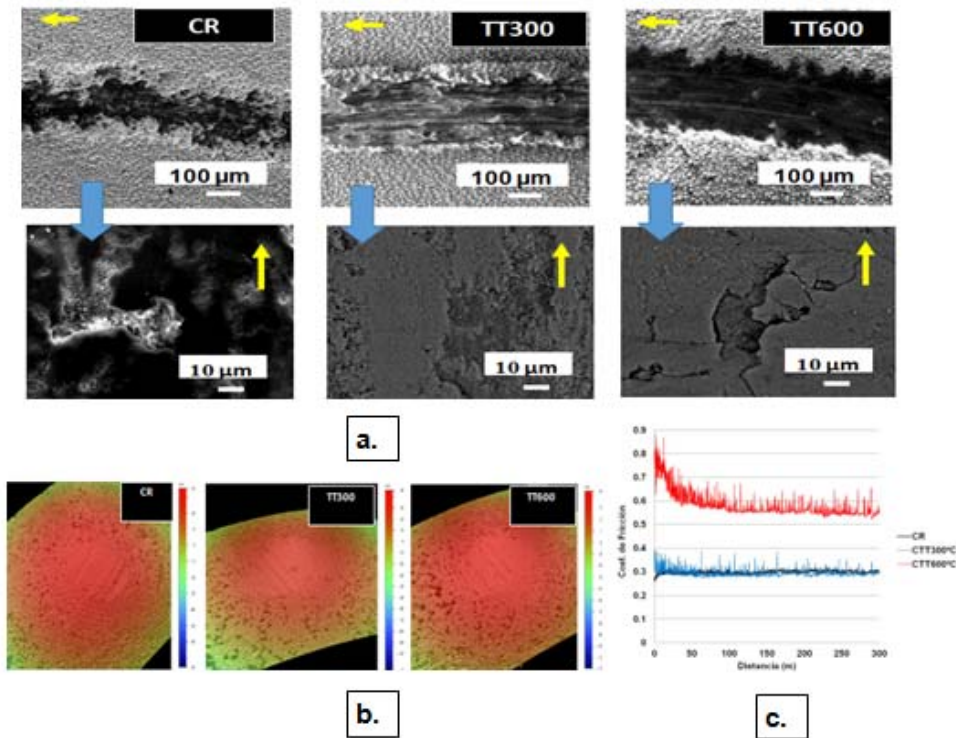 CR
TT300
TT600
100 μm
100 μm
100 μm
10 μm
10 μm
10 μm
a.
CR
TT300
TT600
b.
Coef. de Fricción
0.9
0.8
0.7
0.6
0.5
0.4
0.3
0.2
0.1
0
0 50 100 150 200 250 300
Distancia (m)
CR
CTT300ºC
CTT600ºC
c.